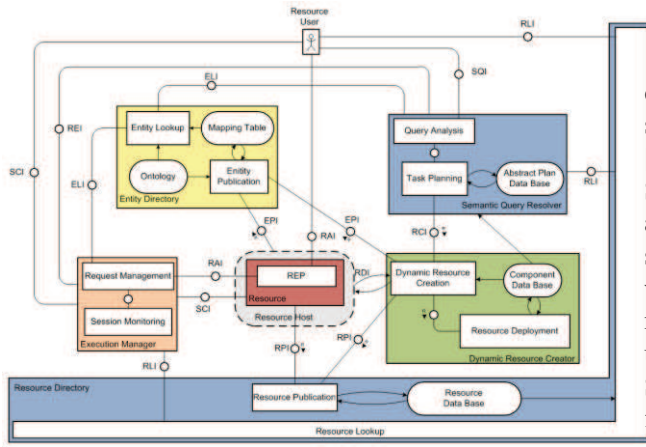 Resource
User
RLI
SQI
ELI
REI
SCI
ELI
Entity Lookup
Mapping Table
Ontology
Entity
Publication
Entity Directory
Query Analysis
Task Planning
Abstract Plan
Data Base
Semantic Query Resolver
RLI
EPI
EPI
RAI
RCI
RAI
SCI
Request Management
Session Monitoring
Execution Manager
REP
Resource
Resource Host
RDI
Dynamic Resource
Creation
Component
Data Base
Resource Deployment
Dynamic Resource Creator
RPI
RPI
RLI
Resource Directory
Resource Publication
Resource
Data Base
Resource Lookup